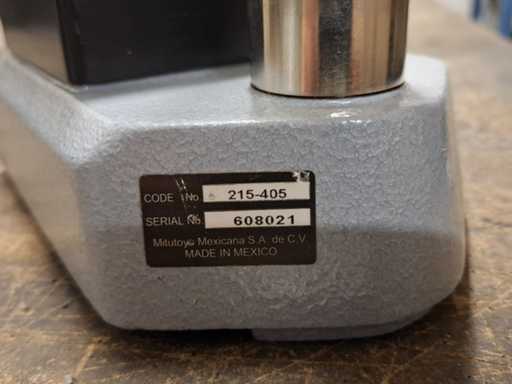 CODE No 215-405
SERIAL No 608021
Mitutoyo Mexicana S.A. de C.V.
MADE IN MEXICO